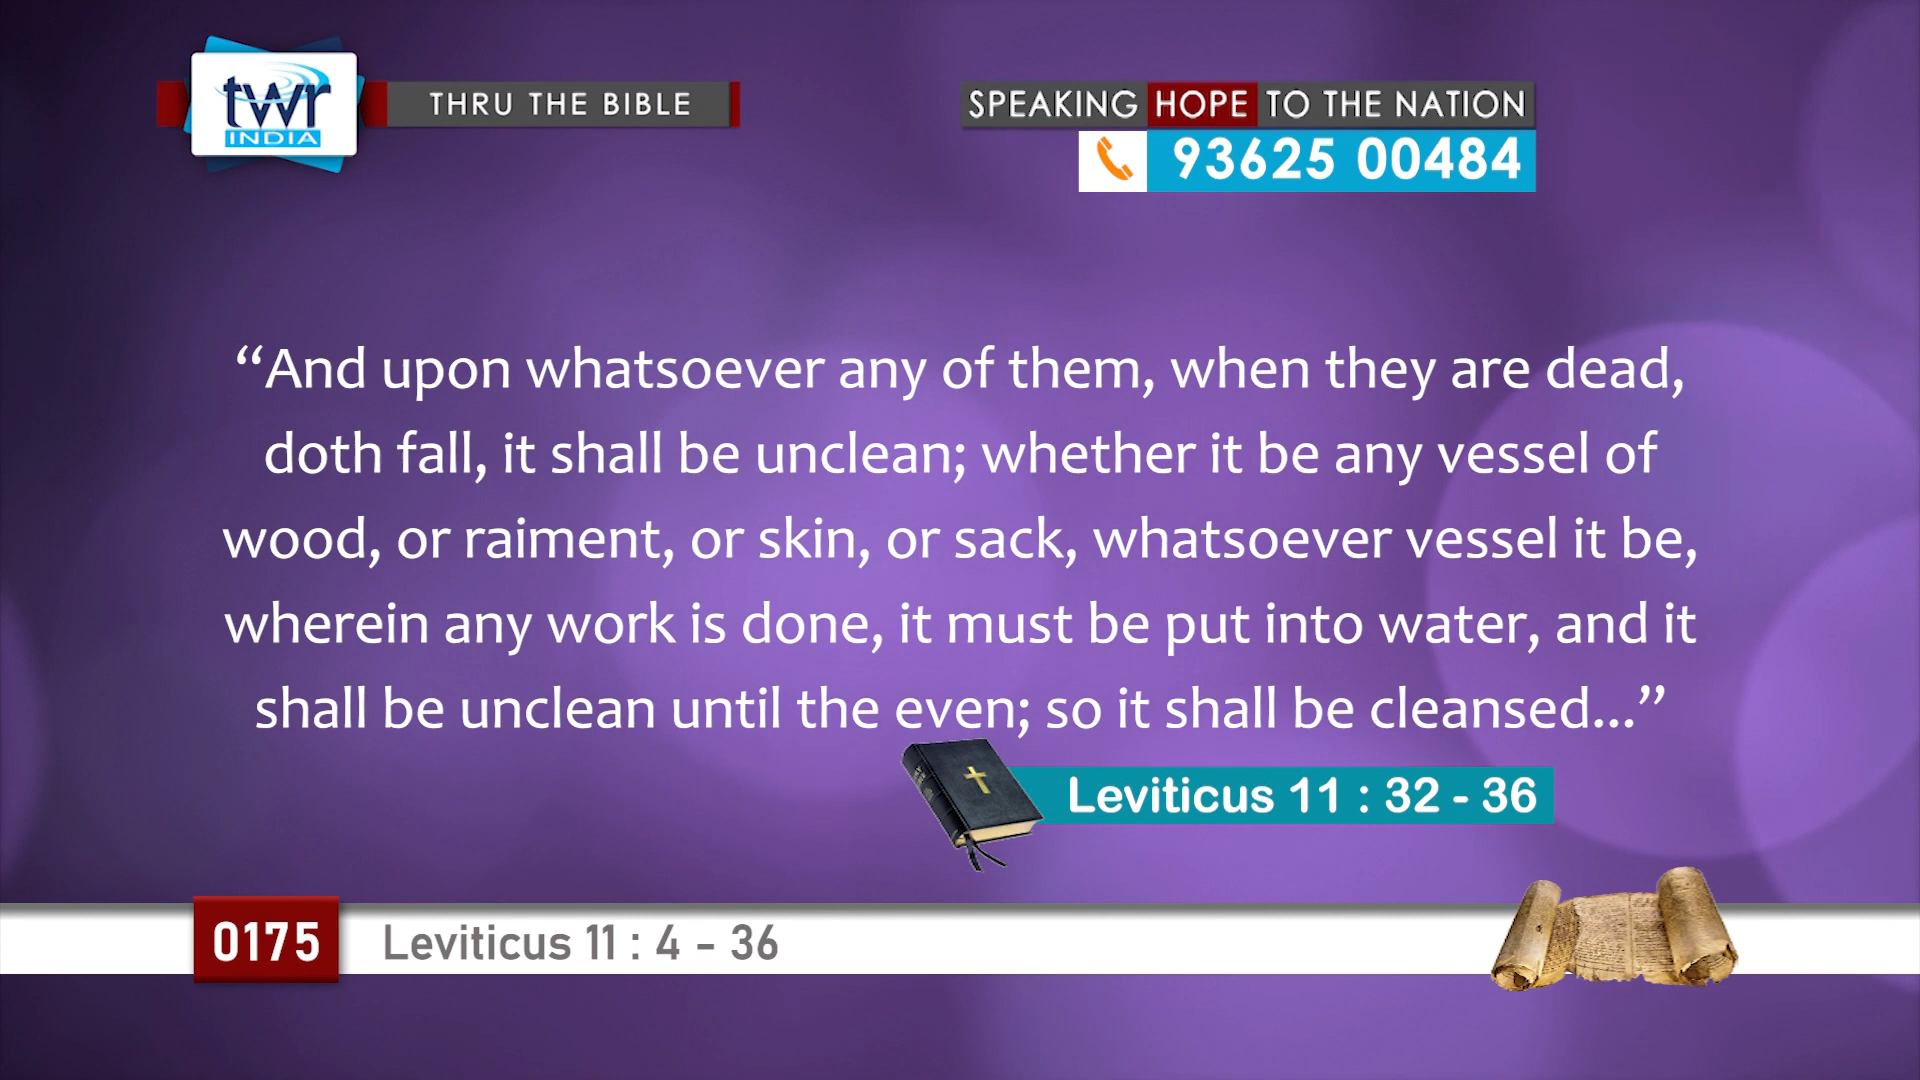 twr
INDIA
THRU THE BIBLE
SPEAKING HOPE TO THE NATION
93625 00484
“And upon whatsoever any of them, when they are dead,
doth fall, it shall be unclean; whether it be any vessel of
wood, or raiment, or skin, or sack, whatsoever vessel it be,
wherein any work is done, it must be put into water, and it
shall be unclean until the even; so it shall be cleansed...”
Leviticus 11 : 32 - 36
0175
Leviticus 11 : 4 - 36